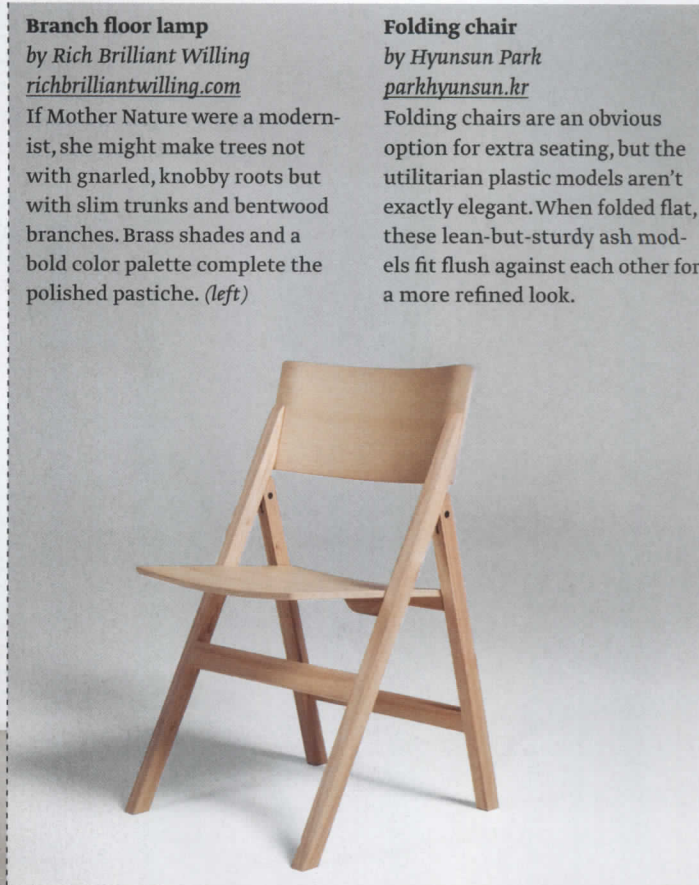 Branch floor lamp
by Rich Brilliant Willing
richbrilliantwilling.com
If Mother Nature were a modern-
ist, she might make trees not
with gnarled, knobby roots but
with slim trunks and bentwood
branches. Brass shades and a
bold color palette complete the
polished pastiche. (left)
Folding chair
by Hyunsun Park
parkhyunsun.kr
Folding chairs are an obvious
option for extra seating, but the
utilitarian plastic models aren’t
exactly elegant. When folded flat,
these lean-but-sturdy ash mod-
els fit flush against each other for
a more refined look.